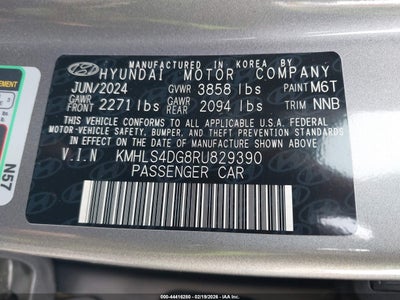 MANUFACTURED IN KOREA BY
HYUNDAI MOTOR COMPANY
JUN/2024 GVWR 3858 lbs PAINT M6T
GAWR FRONT 2271 lbs GAWR REAR 2094 lbs TRIM NNB
THIS VEHICLE CONFORMS TO ALL APPLICABLE U.S.A. FEDERAL
MOTOR-VEHICLE SAFETY, BUMPER, AND THEFT PREVENTION STANDARDS
IN EFFECT ON THE DATE OF MANUFACTURE SHOWN ABOVE.
V.I.N KMHLS4DG8RU829390
PASSENGER CAR
N57
00-44416260 - 02/19/2026 - IAA, Inc.